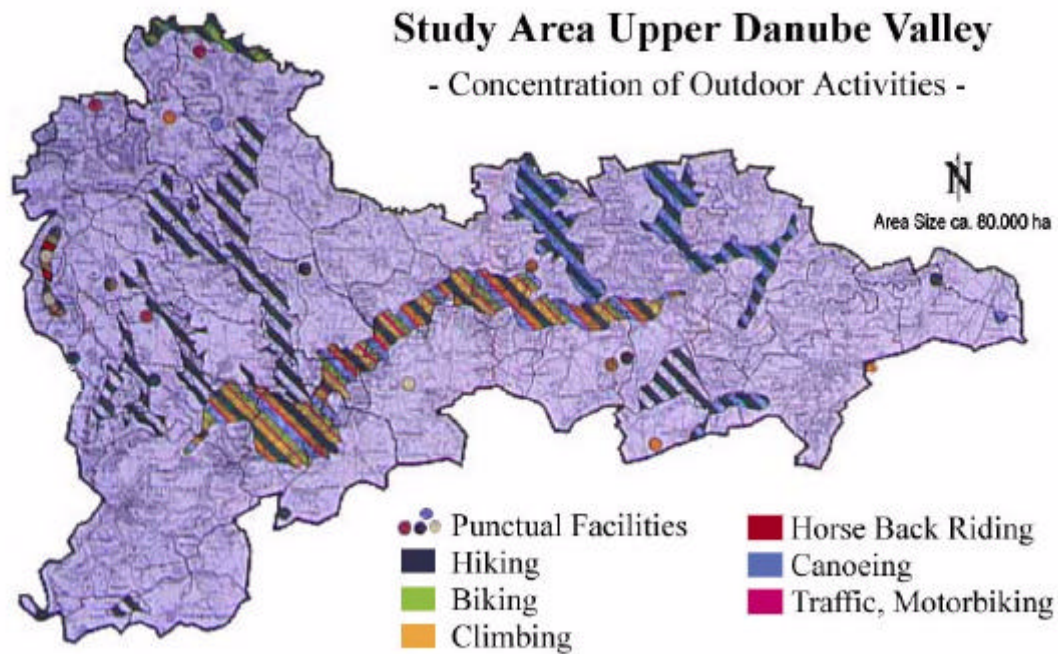 Study Area Upper Danube Valley
- Concentration of Outdoor Activities -
N
Area Size ca. 80.000 ha
Punctual Facilities
Hiking
Biking
Climbing
Horse Back Riding
Canoeing
Traffic, Motorbiking